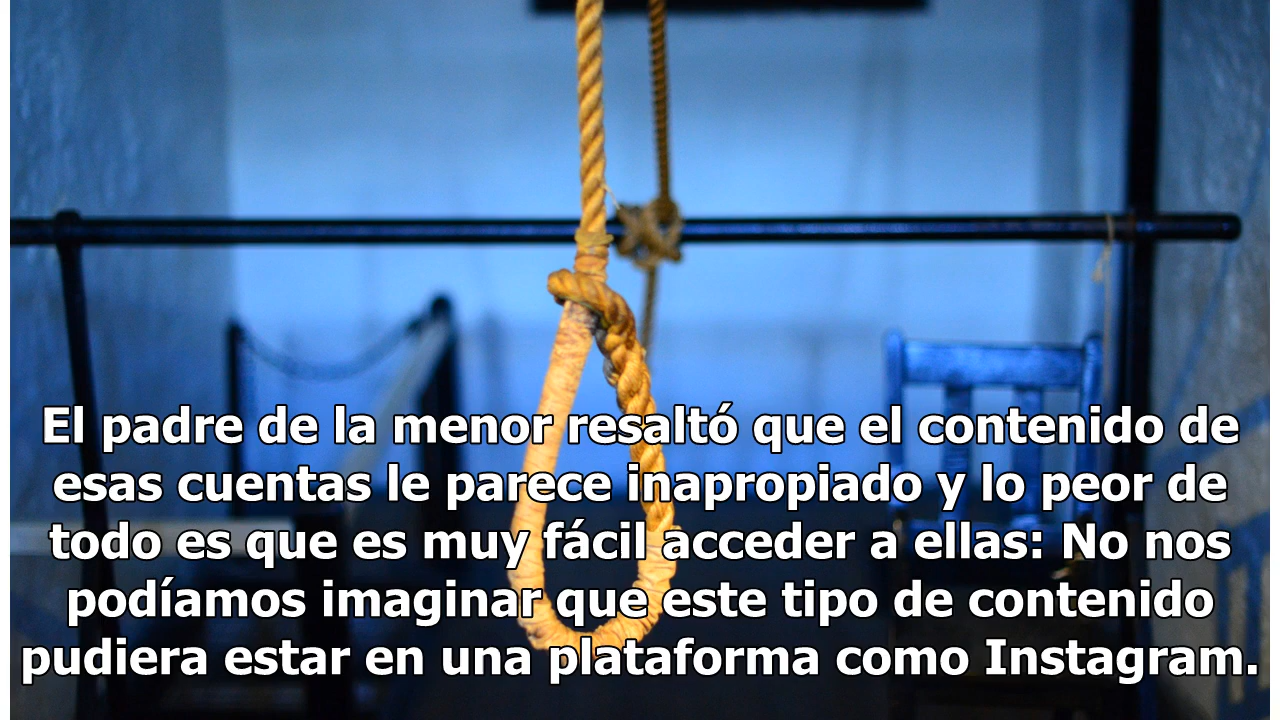 El padre de la menor resaltó que el contenido de
esas cuentas le parece inapropiado y lo peor de
todo es que es muy fácil acceder a ellas: No nos
podíamos imaginar que este tipo de contenido
pudiera estar en una plataforma como Instagram.